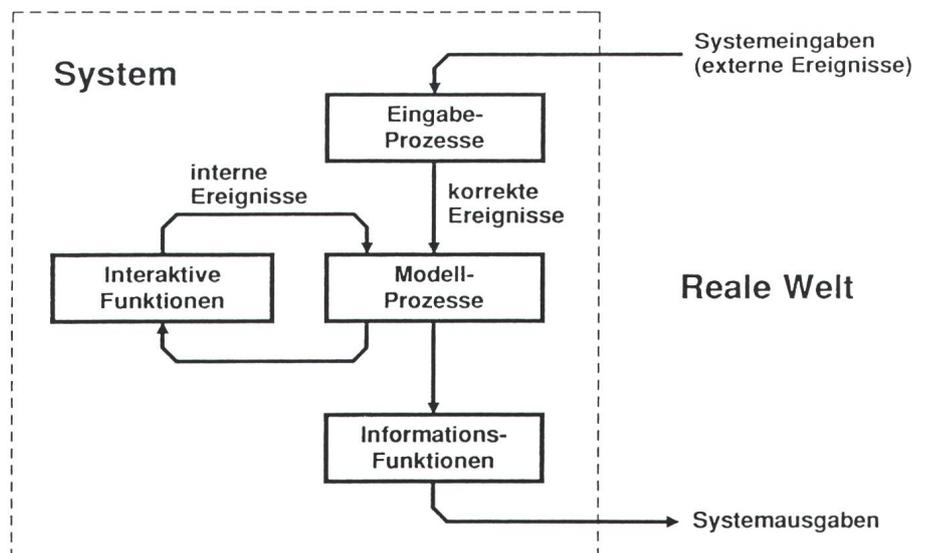 Systemeingaben
(externe Ereignisse)
System
Eingabe-
Prozesse
interne
Ereignisse
korrekte
Ereignisse
Interaktive
Funktionen
Modell-
Prozesse
Reale Welt
Informations-
Funktionen
Systemausgaben